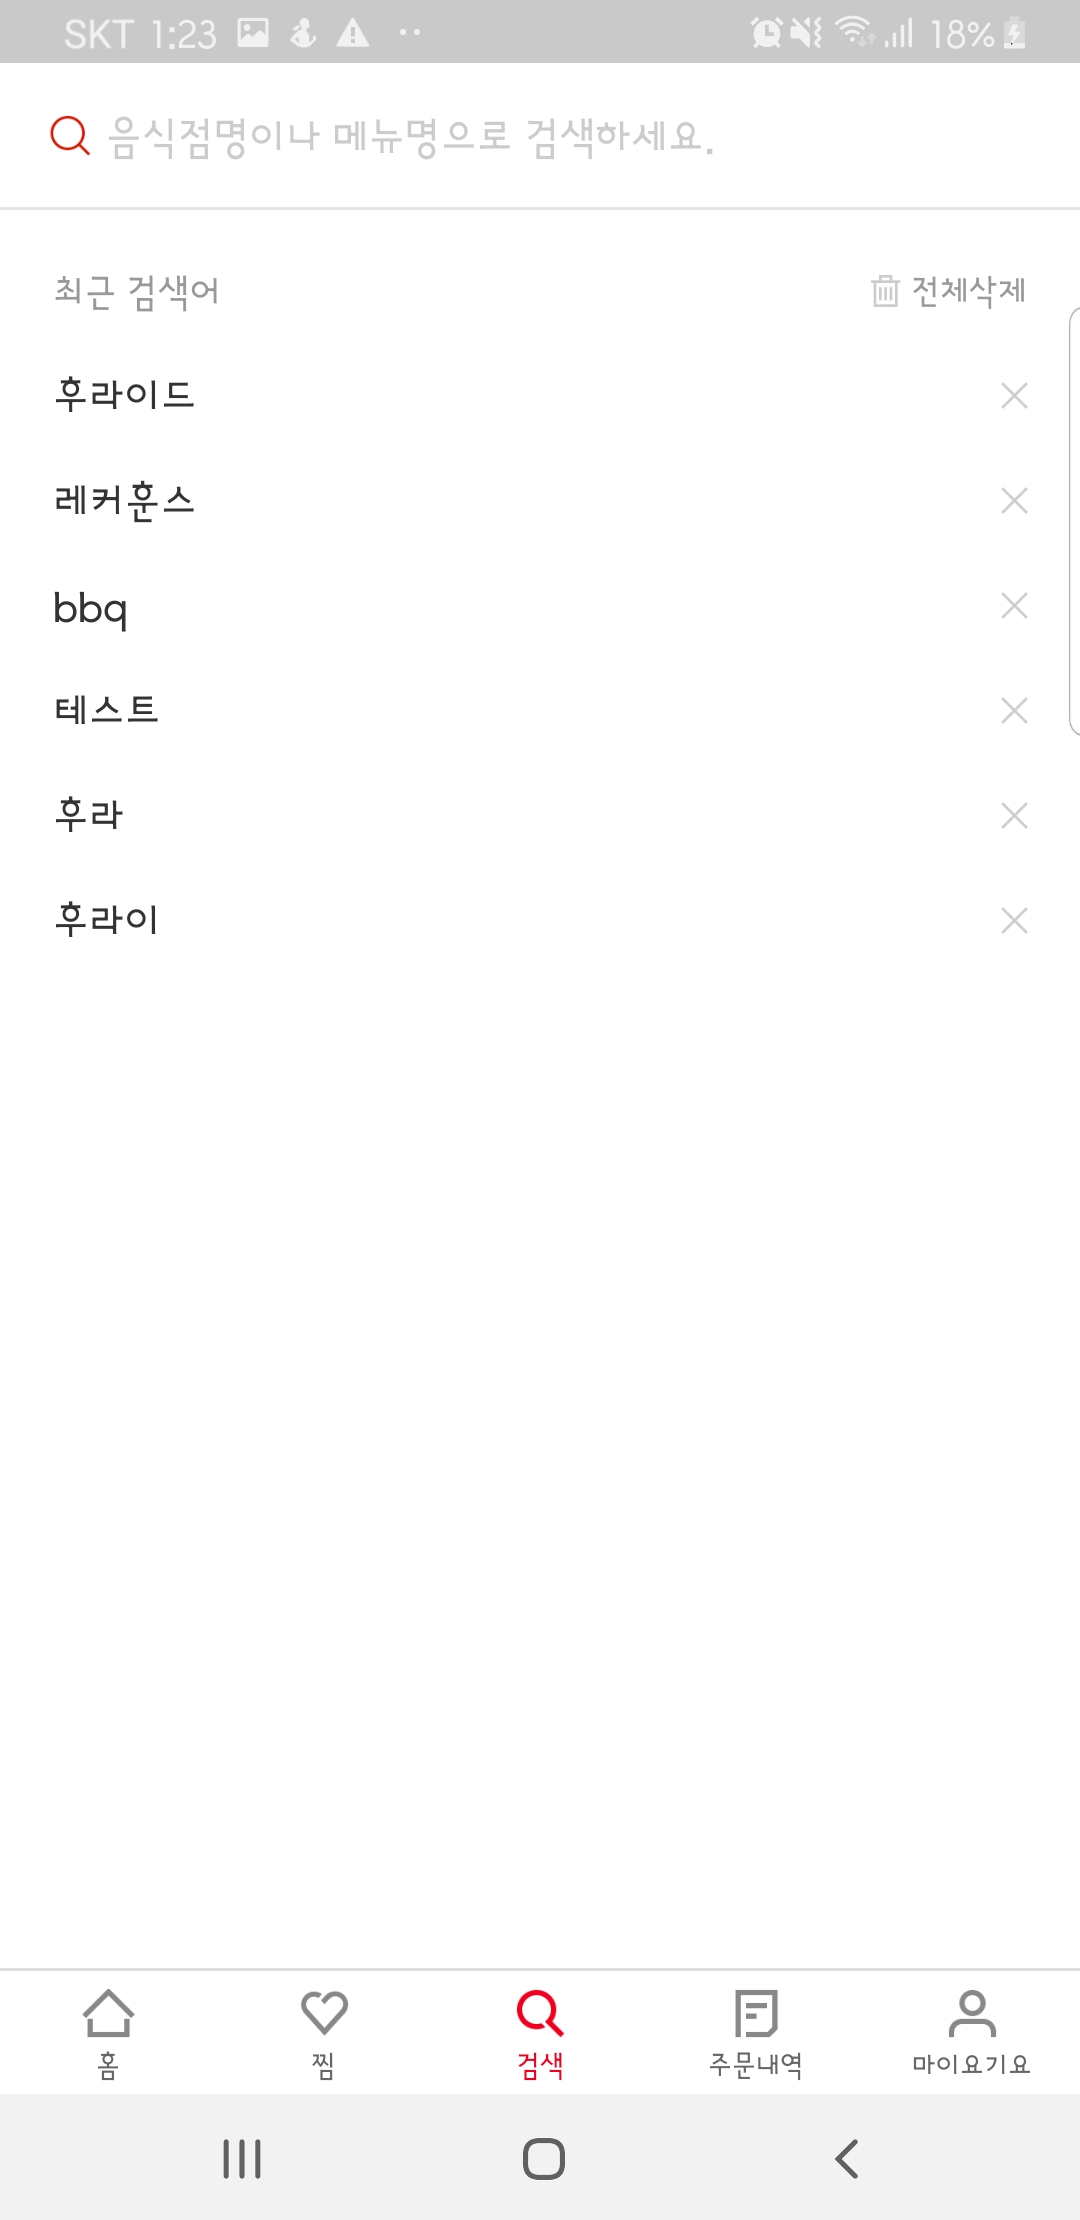 SKT 1:23 18%
음식점명이나 메뉴명으로 검색하세요.
최근 검색어 전체삭제
후라이드
레커훈스
bbq
테스트
후라
후라이
홈 찜 검색 주문내역 마이요기요